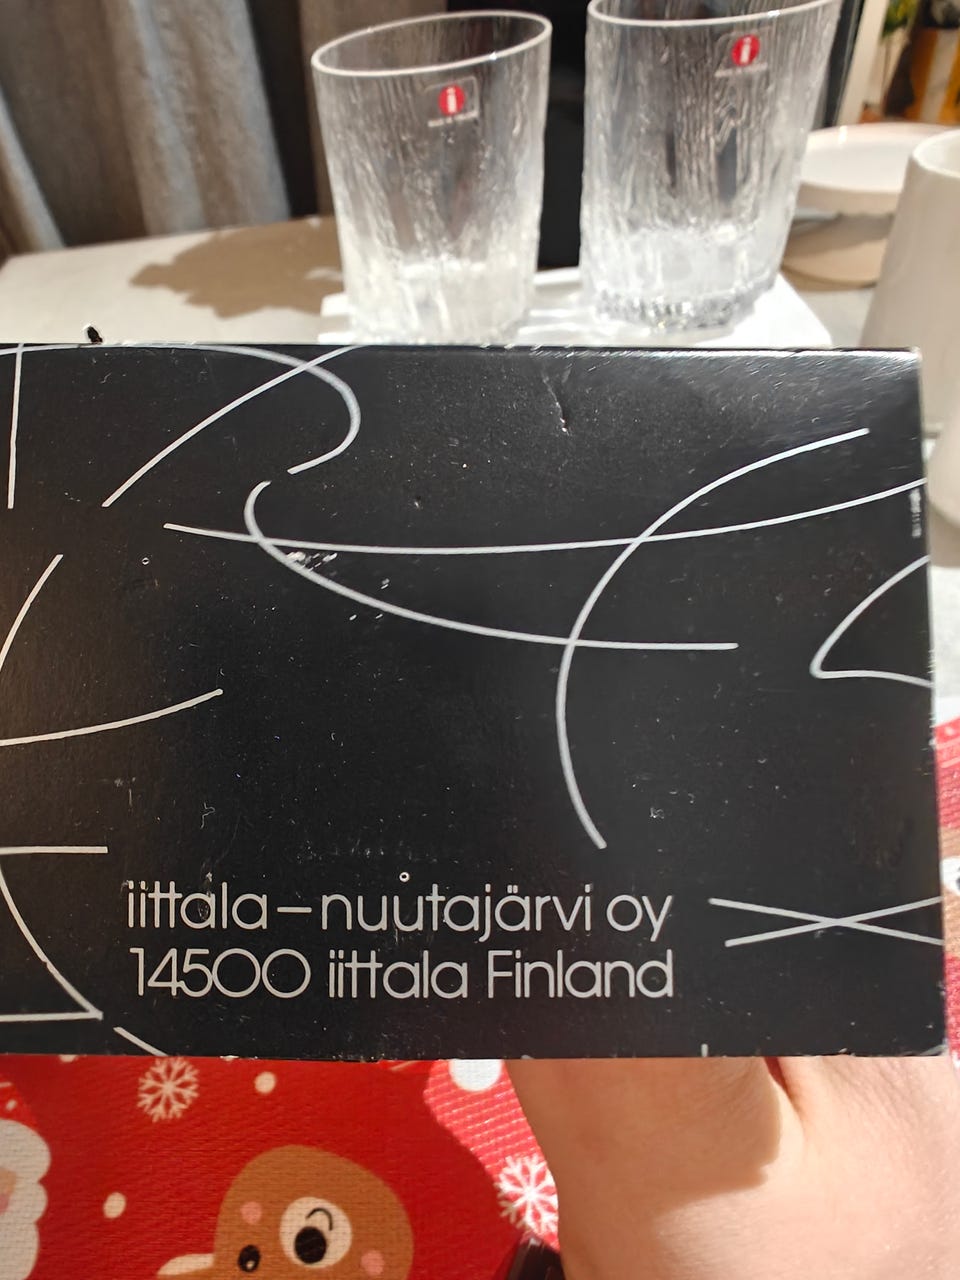 i
i
iittala – nuutajärvi oy
14500 iittala Finland